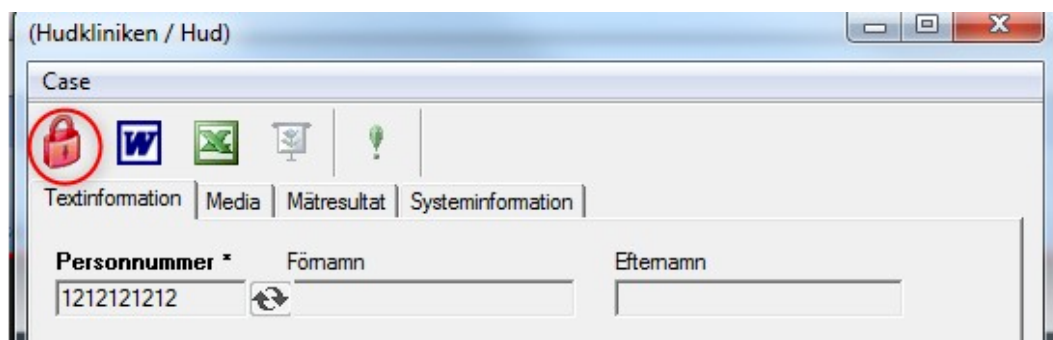 (Hudkliniken / Hud)
Case
Textinformation Media Mätresultat Systeminformation
Personnummer * Förnamn Efternamn
1212121212